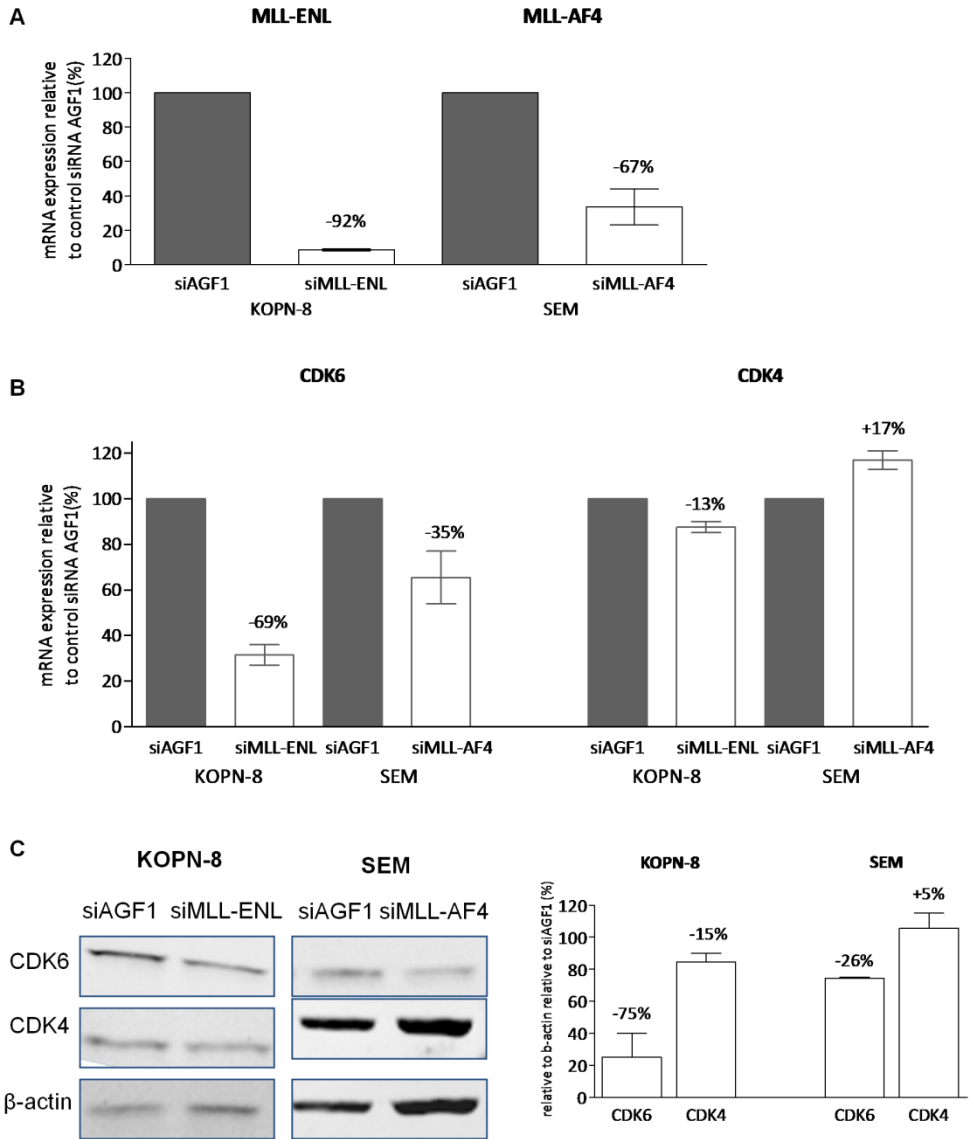 A
MLL-ENL MLL-AF4
mRNA expression relative
to control siRNA AGF1(%)
120
100
80
60
40
20
0
-92%
-67%
siAGF1 siMLL-ENL siAGF1 siMLL-AF4
KOPN-8 SEM
B
CDK6 CDK4
mRNA expression relative
to control siRNA AGF1(%)
120
100
80
60
40
20
0
-69%
-35%
-13%
+17%
siAGF1 siMLL-ENL siAGF1 siMLL-AF4 siAGF1 siMLL-ENL siAGF1 siMLL-AF4
KOPN-8 SEM KOPN-8 SEM
C
KOPN-8 SEM
siAGF1 siMLL-ENL siAGF1 siMLL-AF4
CDK6
CDK4
β-actin
KOPN-8 SEM
relative to b-actin relative to siAGF1 (%)
120
100
80
60
40
20
0
-75%
-15%
-26%
+5%
CDK6 CDK4 CDK6 CDK4